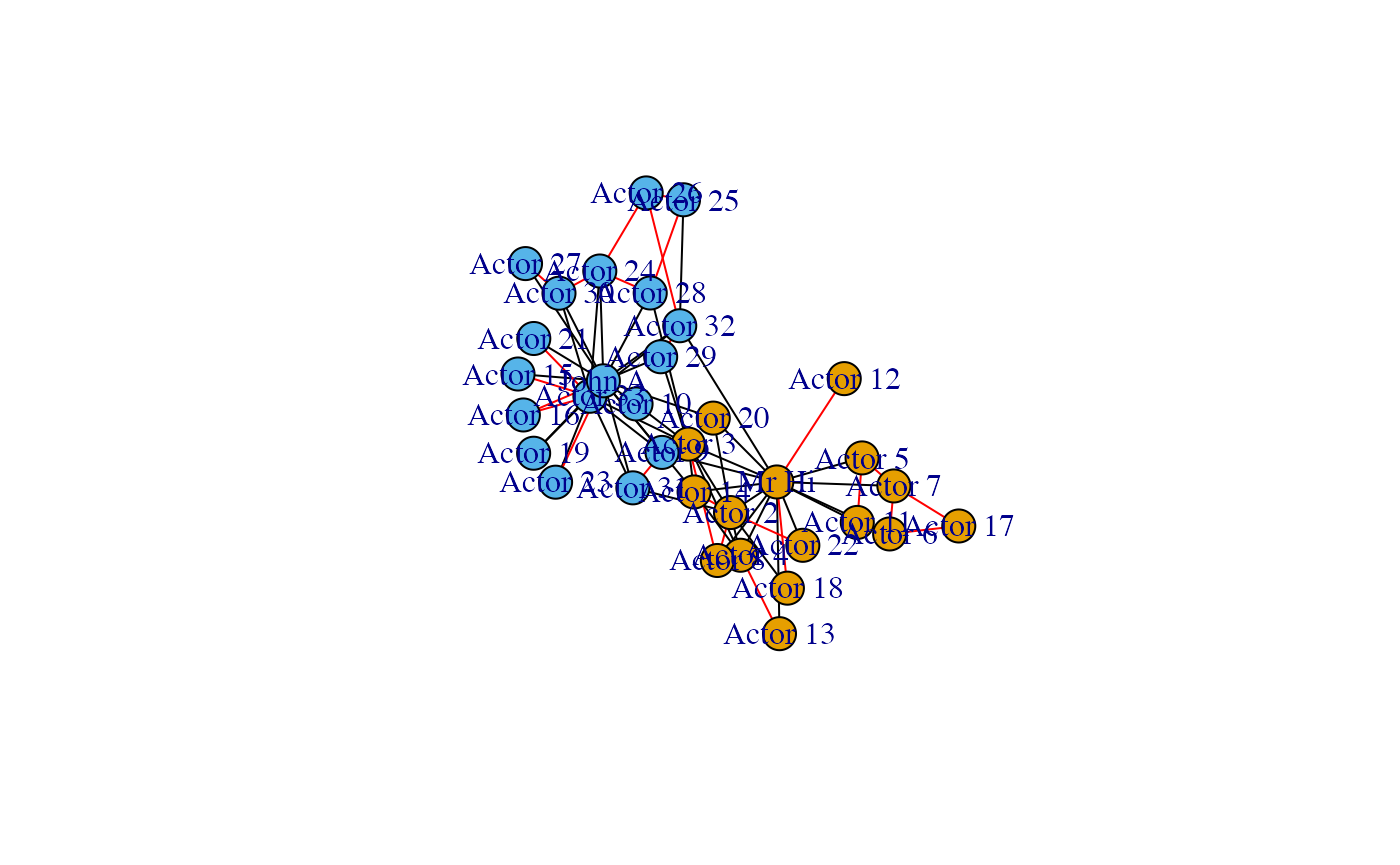 Actor 26
Actor 25
Actor 27
Actor 24
Actor 30
Actor 28
Actor 32
Actor 21
Actor 29
Actor 15
John A
Actor 12
Actor 33
Actor 10
Actor 16
Actor 20
Actor 3
Actor 19
Actor 9
Actor 5
Actor 23
Actor 31
Actor 14
Mr Hi
Actor 7
Actor 2
Actor 11
Actor 17
Actor 6
Actor 22
Actor 4
Actor 8
Actor 18
Actor 13